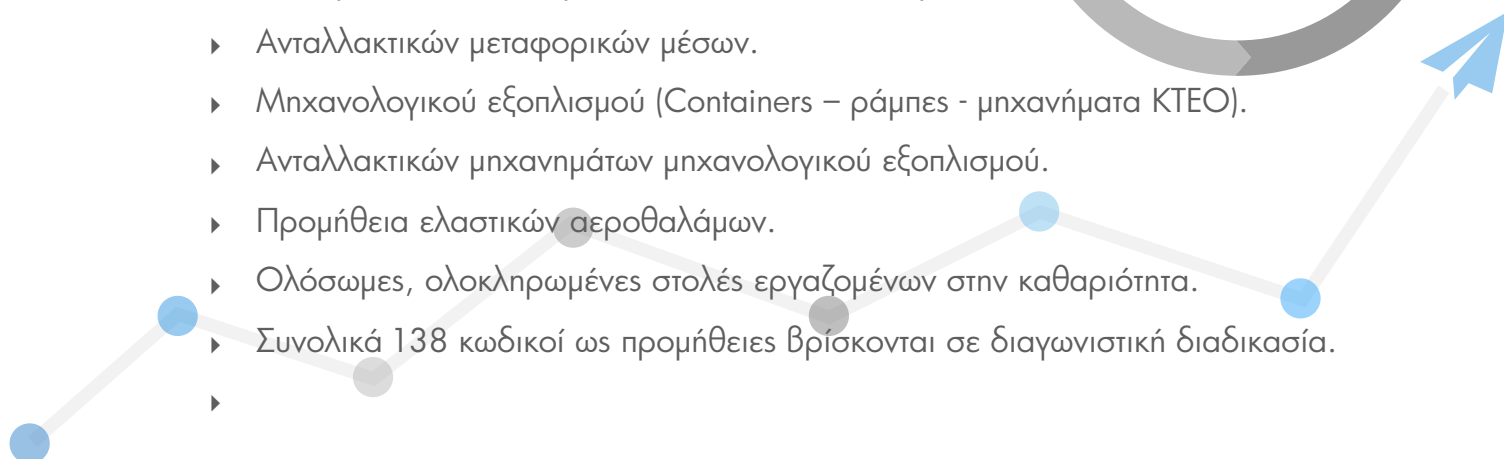 ▸ Ανταλλακτικών μεταφορικών μέσων.
▸ Μηχανολογικού εξοπλισμού (Containers – ράμπες - μηχανήματα ΚΤΕΟ).
▸ Ανταλλακτικών μηχανημάτων μηχανολογικού εξοπλισμού.
▸ Προμήθεια ελαστικών αεροθαλάμων.
▸ Ολόσωμες, ολοκληρωμένες στολές εργαζομένων στην καθαριότητα.
▸ Συνολικά 138 κωδικοί ως προμήθειες βρίσκονται σε διαγωνιστική διαδικασία.
▸